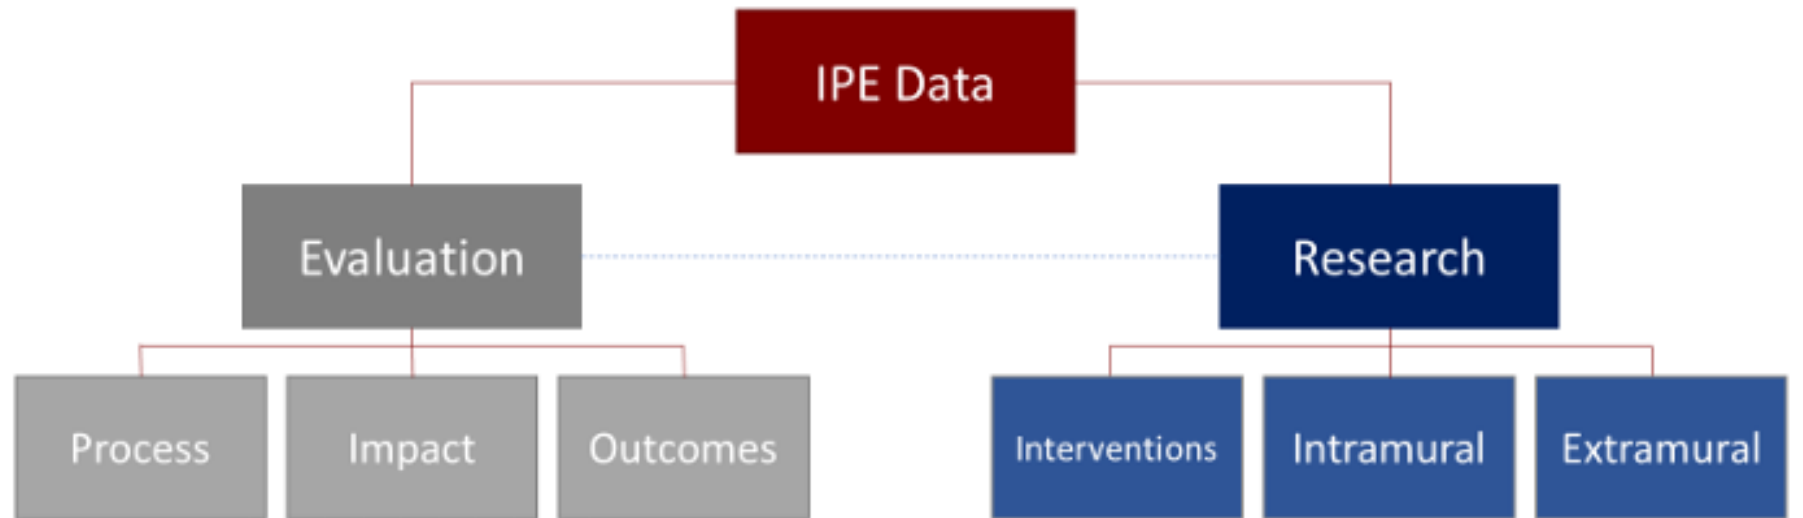 IPE Data
Evaluation
Research
Process
Impact
Outcomes
Interventions
Intramural
Extramural